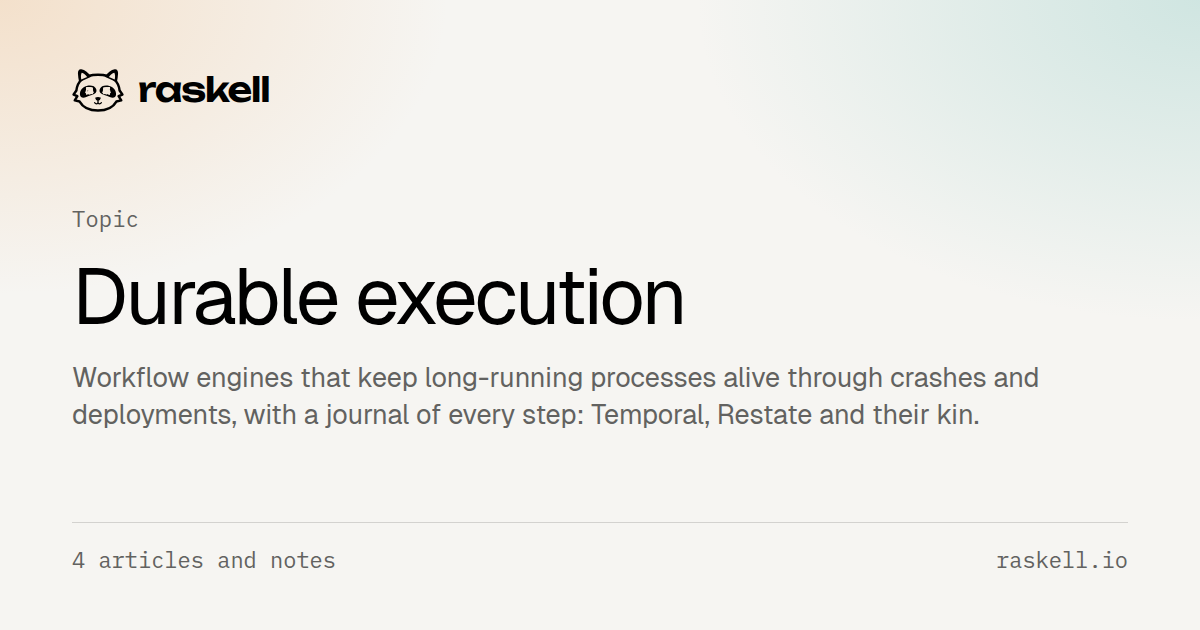 raskell
Topic
Durable execution
Workflow engines that keep long-running processes alive through crashes and
deployments, with a journal of every step: Temporal, Restate and their kin.
4 articles and notes
raskell.io